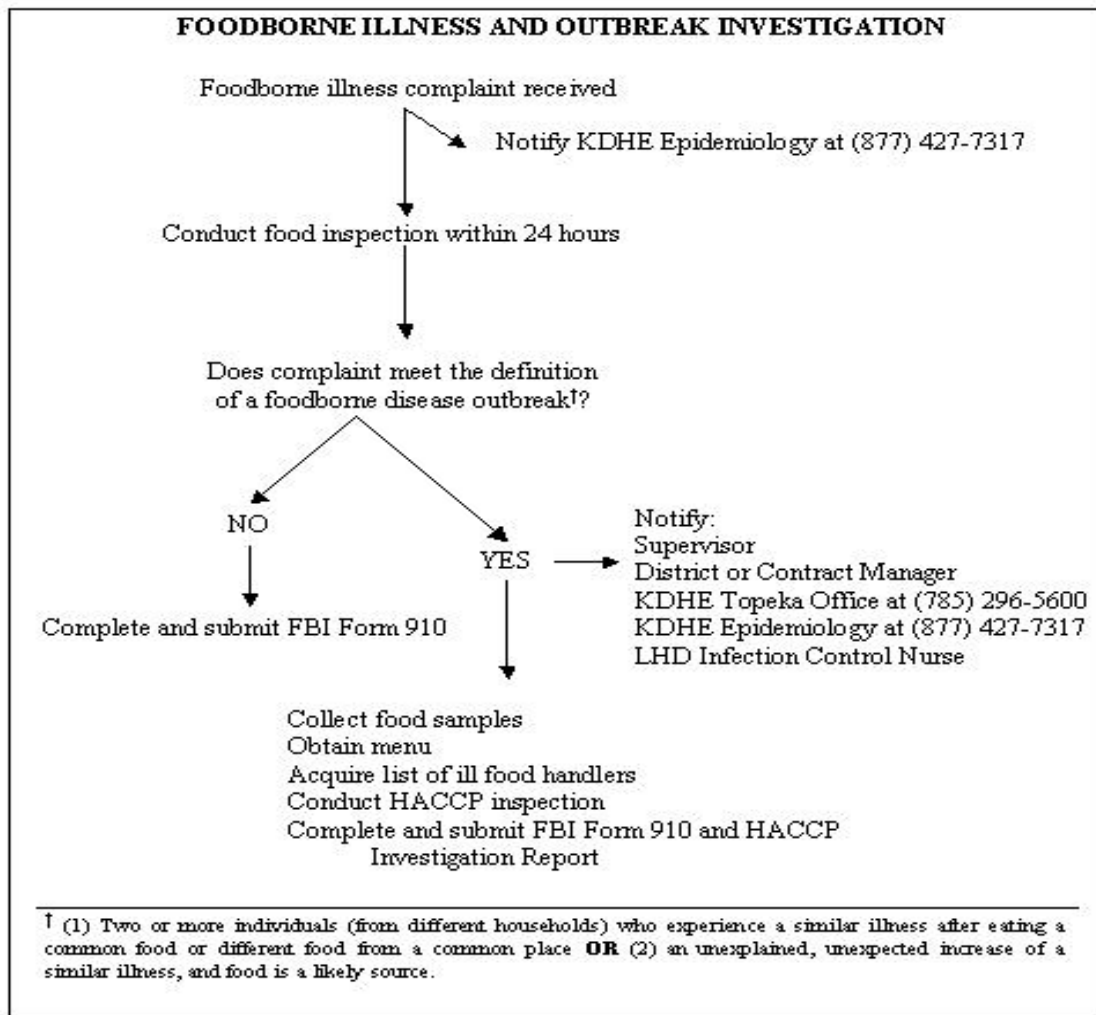 FOODBORNE ILLNESS AND OUTBREAK INVESTIGATION
Foodborne illness complaint received
Notify KDHE Epidemiology at (877) 427-7317
Conduct food inspection within 24 hours
Does complaint meet the definition
of a foodborne disease outbreak†?
NO
Complete and submit FBI Form 910
YES
Notify:
Supervisor
District or Contract Manager
KDHE Topeka Office at (785) 296-5600
KDHE Epidemiology at (877) 427-7317
LHD Infection Control Nurse
Collect food samples
Obtain menu
Acquire list of ill food handlers
Conduct HACCP inspection
Complete and submit FBI Form 910 and HACCP
Investigation Report
† (1) Two or more individuals (from different households) who experience a similar illness after eating a
common food or different food from a common place OR (2) an unexplained, unexpected increase of a
similar illness, and food is a likely source.